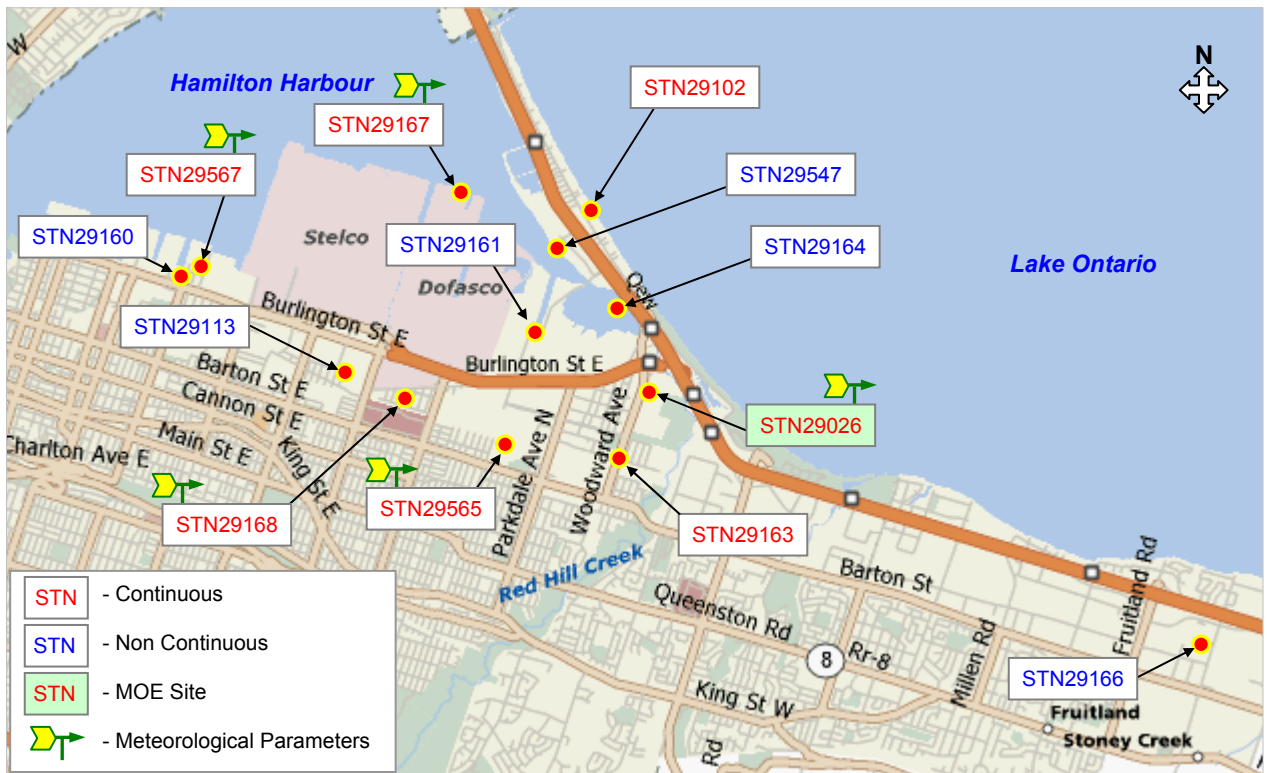 W
N
Hamilton Harbour
STN29102
STN29167
STN29567
STN29547
STN29160
Stelco
STN29161
STN29164
Lake Ontario
Dofasco
Qew
Burlington St E
STN29113
Burlington St E
Barton St E
Cannon St E
STN29026
Main St E
Charlton Ave E
King St E
Parkdale Ave N
Woodward Ave
STN29565
STN29168
STN29163
Red Hill Creek
Barton St
Queenston Rd
8
Rr-8
Millen Rd
Fruitland Rd
King St W
STN29166
Fruitland
Stoney Creek
Rd
STN - Continuous
STN - Non Continuous
STN - MOE Site
- Meteorological Parameters